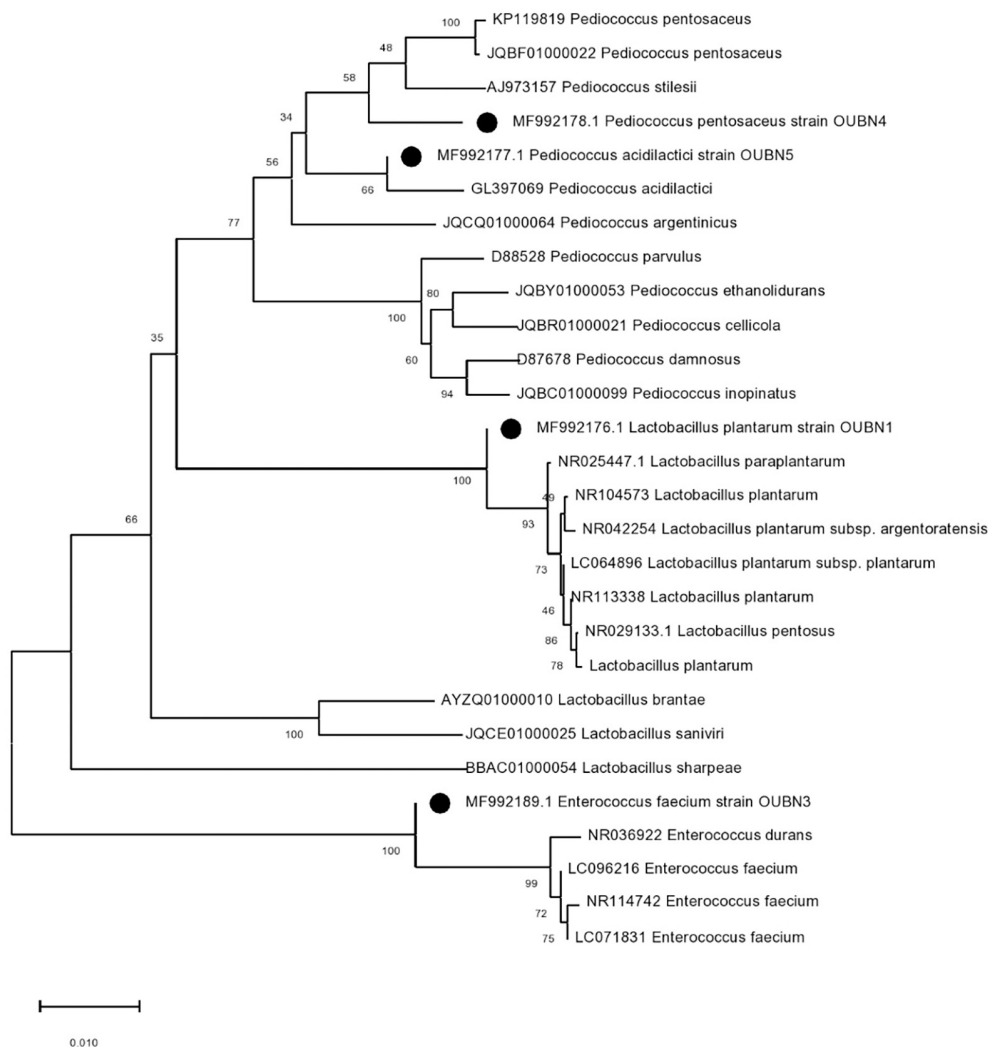 KP119819 Pediococcus pentosaceus
100
JQBF01000022 Pediococcus pentosaceus
48
58
AJ973157 Pediococcus stilesii
34
MF992178.1 Pediococcus pentosaceus strain OUBN4
56
MF992177.1 Pediococcus acidilactici strain OUBN5
66
GL397069 Pediococcus acidilactici
77
JQCQ01000064 Pediococcus argentinicus
D88528 Pediococcus parvulus
80
JQBY01000053 Pediococcus ethanolidurans
100
JQBR01000021 Pediococcus cellicola
35
60
D87678 Pediococcus damnosus
94
JQBC01000099 Pediococcus inopinatus
MF992176.1 Lactobacillus plantarum strain OUBN1
NR025447.1 Lactobacillus paraplantarum
100
49
NR104573 Lactobacillus plantarum
93
NR042254 Lactobacillus plantarum subsp. argentoratensis
66
73
LC064896 Lactobacillus plantarum subsp. plantarum
46
NR113338 Lactobacillus plantarum
86
NR029133.1 Lactobacillus pentosus
78
Lactobacillus plantarum
AYZQ01000010 Lactobacillus brantae
100
JQCE01000025 Lactobacillus saniviri
BBAC01000054 Lactobacillus sharpeae
MF992189.1 Enterococcus faecium strain OUBN3
NR036922 Enterococcus durans
100
LC096216 Enterococcus faecium
99
NR114742 Enterococcus faecium
72
75
LC071831 Enterococcus faecium
0.010